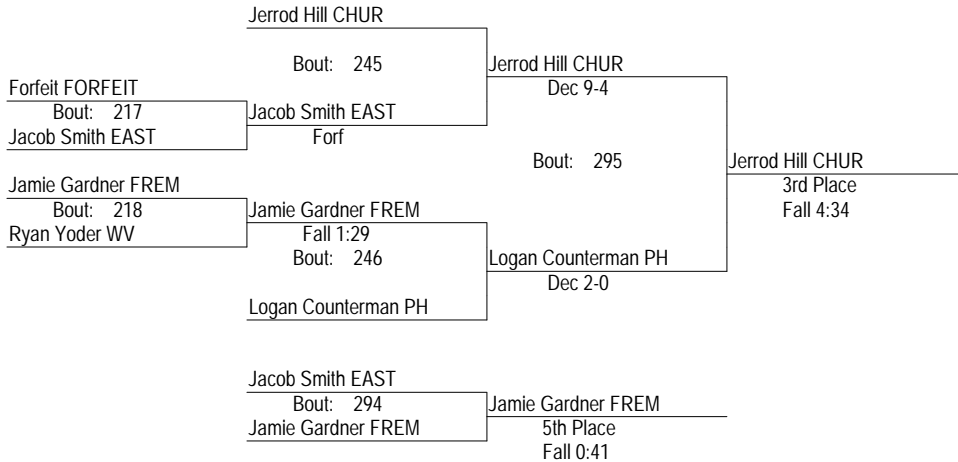 Jerrod Hill CHUR
Bout: 245
Jerrod Hill CHUR
Dec 9-4
Forfeit FORFEIT
Bout: 217
Jacob Smith EAST
Jacob Smith EAST
Forf
Bout: 295
Jerrod Hill CHUR
3rd Place
Fall 4:34
Jamie Gardner FREM
Bout: 218
Ryan Yoder WV
Jamie Gardner FREM
Fall 1:29
Bout: 246
Logan Counterman PH
Dec 2-0
Logan Counterman PH
Jacob Smith EAST
Bout: 294
Jamie Gardner FREM
Jamie Gardner FREM
5th Place
Fall 0:41